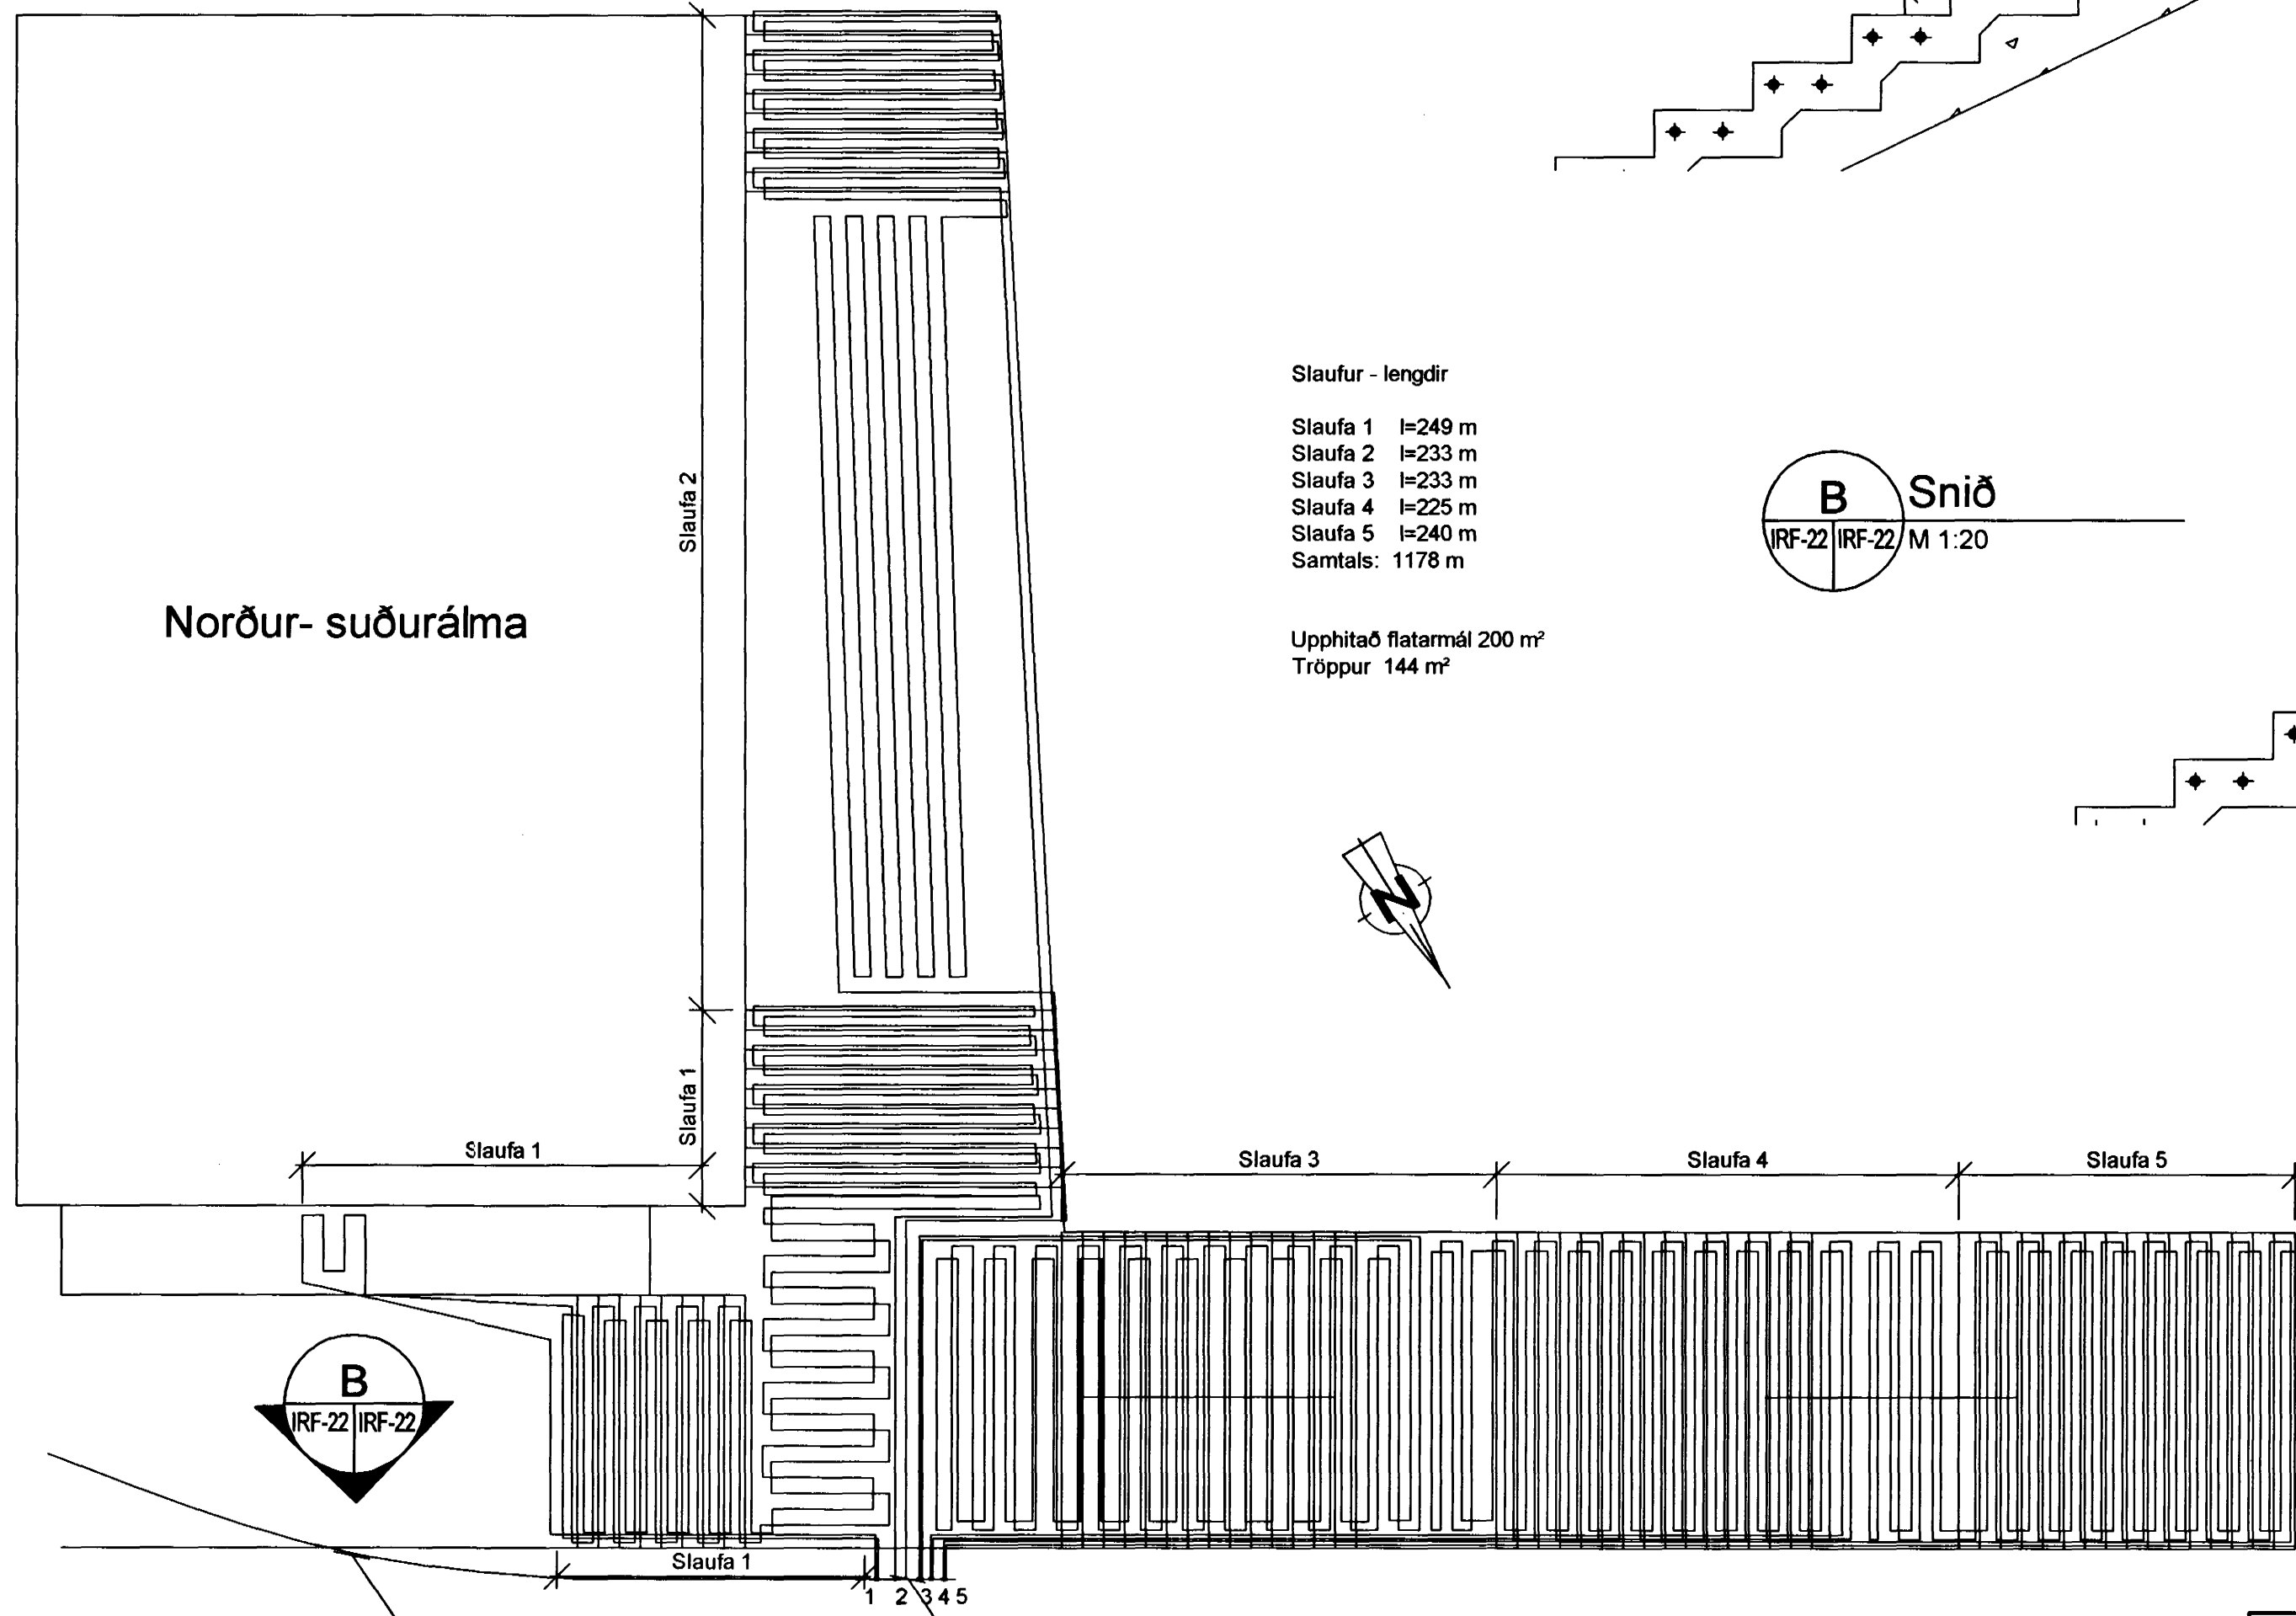 Slaufa 2
Norður- suðurálma
Slaufur - lengdir
Slaufa 1 l=249 m
Slaufa 2 l=233 m
Slaufa 3 l=233 m
Slaufa 4 l=225 m
Slaufa 5 l=240 m
Samtals: 1178 m
Upphitað flatarmál 200 m²
Tröppur 144 m²
B
Snið
IRF-22 IRF-22 M 1:20
N
Slaufa 1
Slaufa 1
Slaufa 3
Slaufa 4
Slaufa 5
B
IRF-22 IRF-22
Slaufa 1
1 2 3 4 5